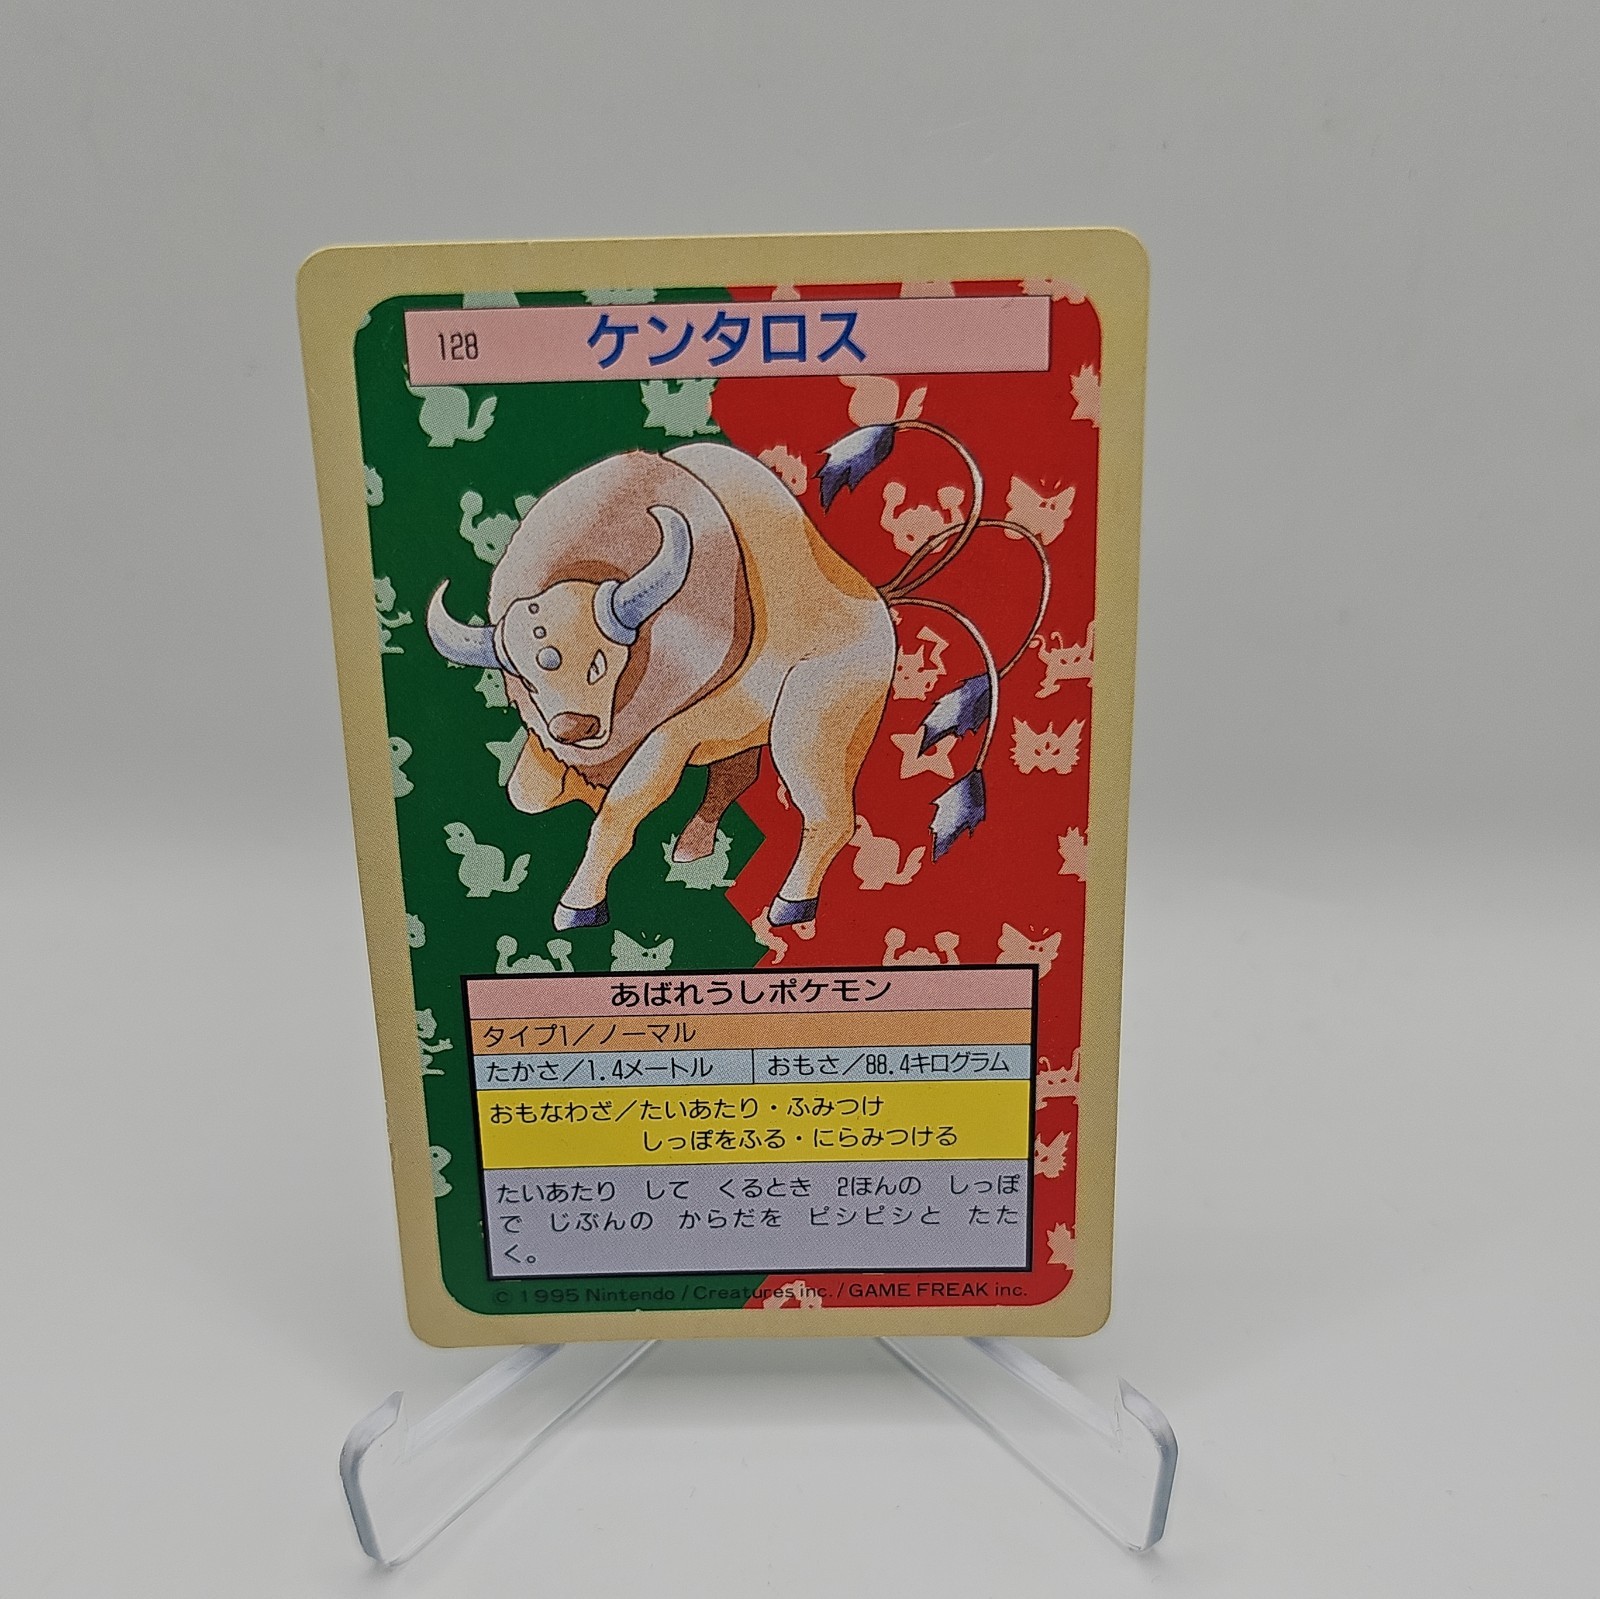 128 ケンタロス
あばれうしポケモン
タイプ1／ノーマル
たかさ／1.4メートル おもさ／88.4キログラム
おもなわざ／たいあたり・ふみつけ
しっぽをふる・にらみつける
たいあたり して くるとき 2ほんの しっぽ
で じぶんの からだを ピシピシと たた
く。
© 1995 Nintendo / Creatures inc. / GAME FREAK inc.